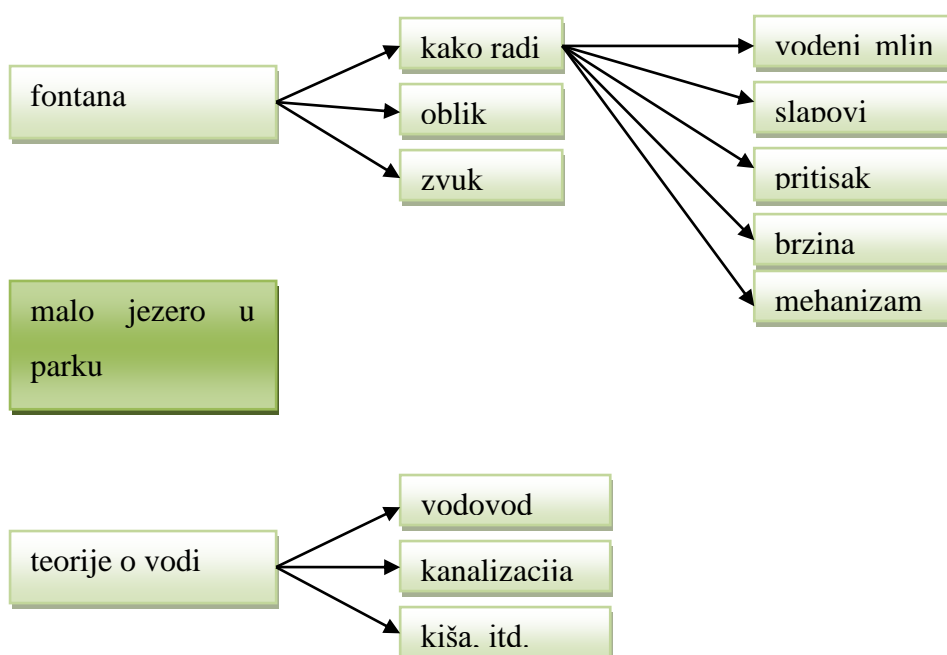 fontana
kako radi
oblik
zvuk
vodeni mlin
slapovi
pritisak
brzina
mehanizam
malo jezero u
parku
teorije o vodi
vodovod
kanalizacija
kiša, itd.